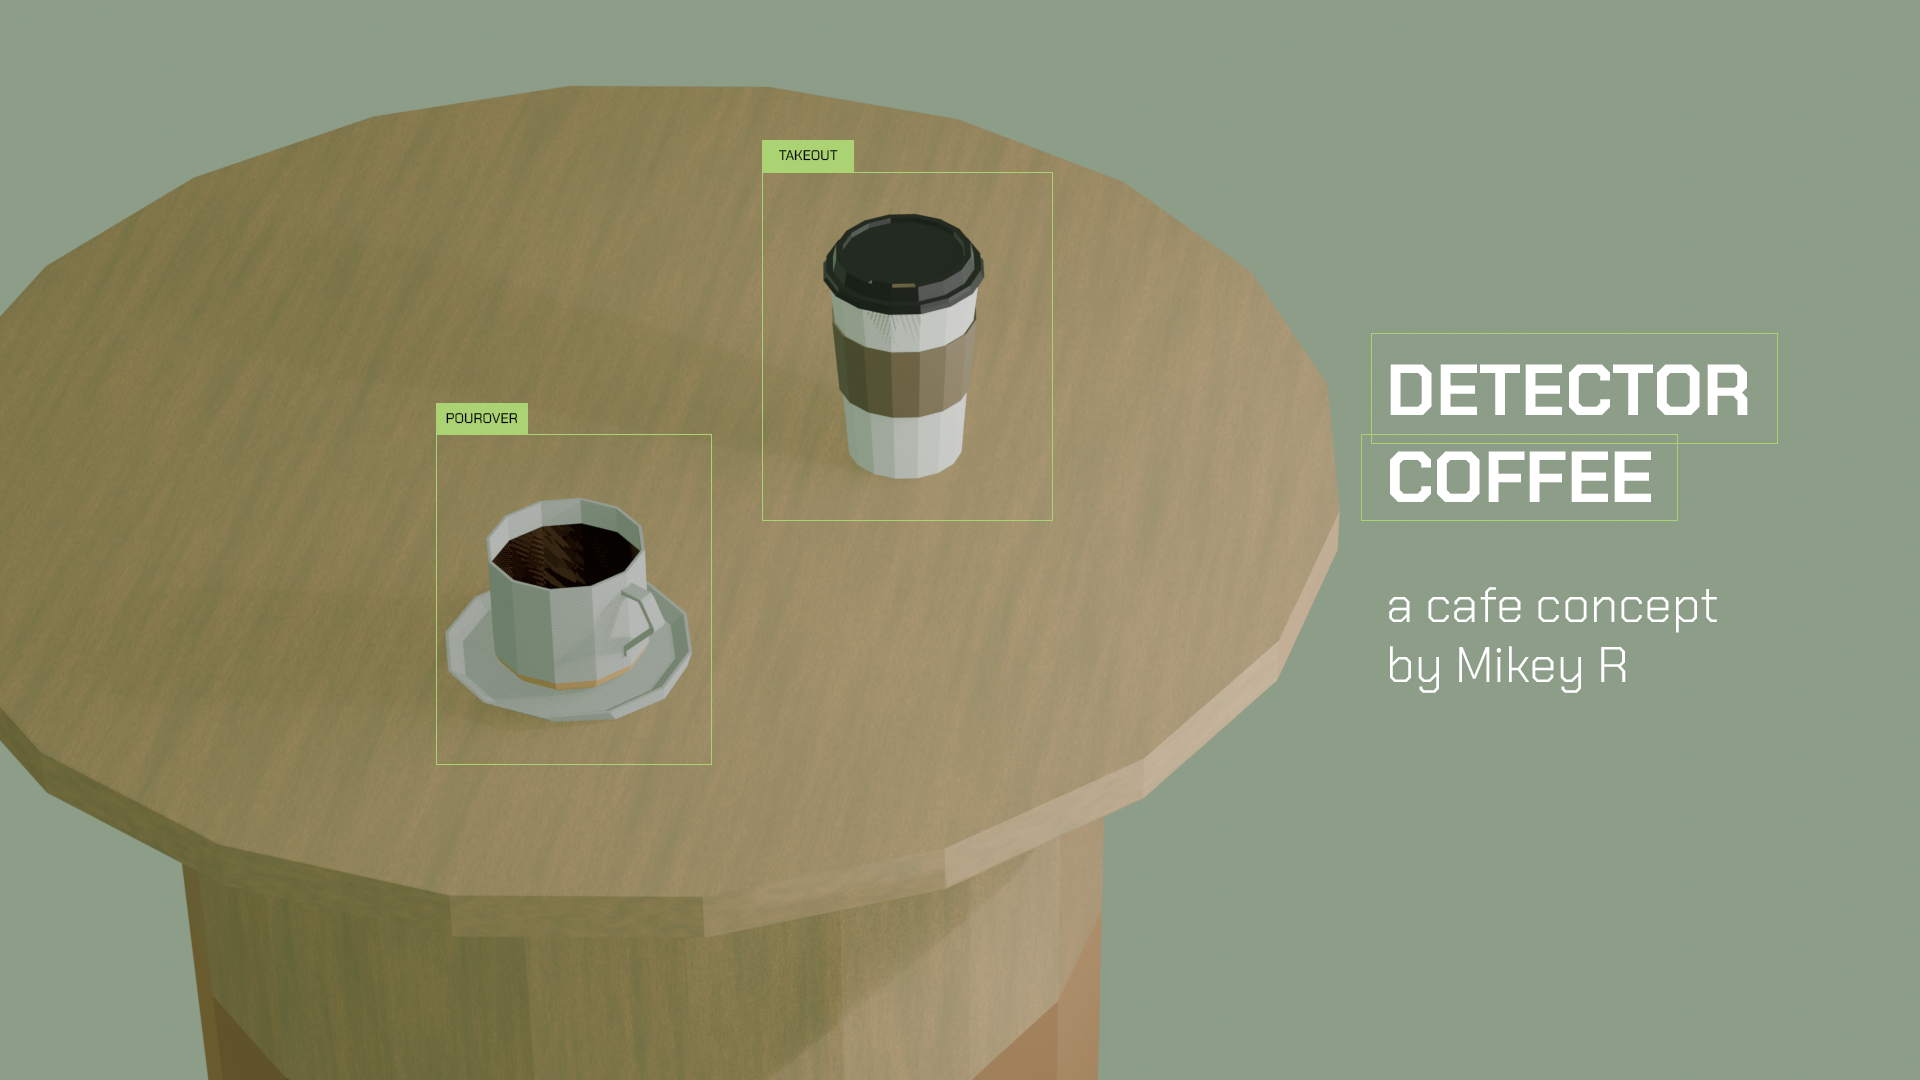 TAKEOUT
POUROVER
DETECTOR
COFFEE
a cafe concept
by Mikey R